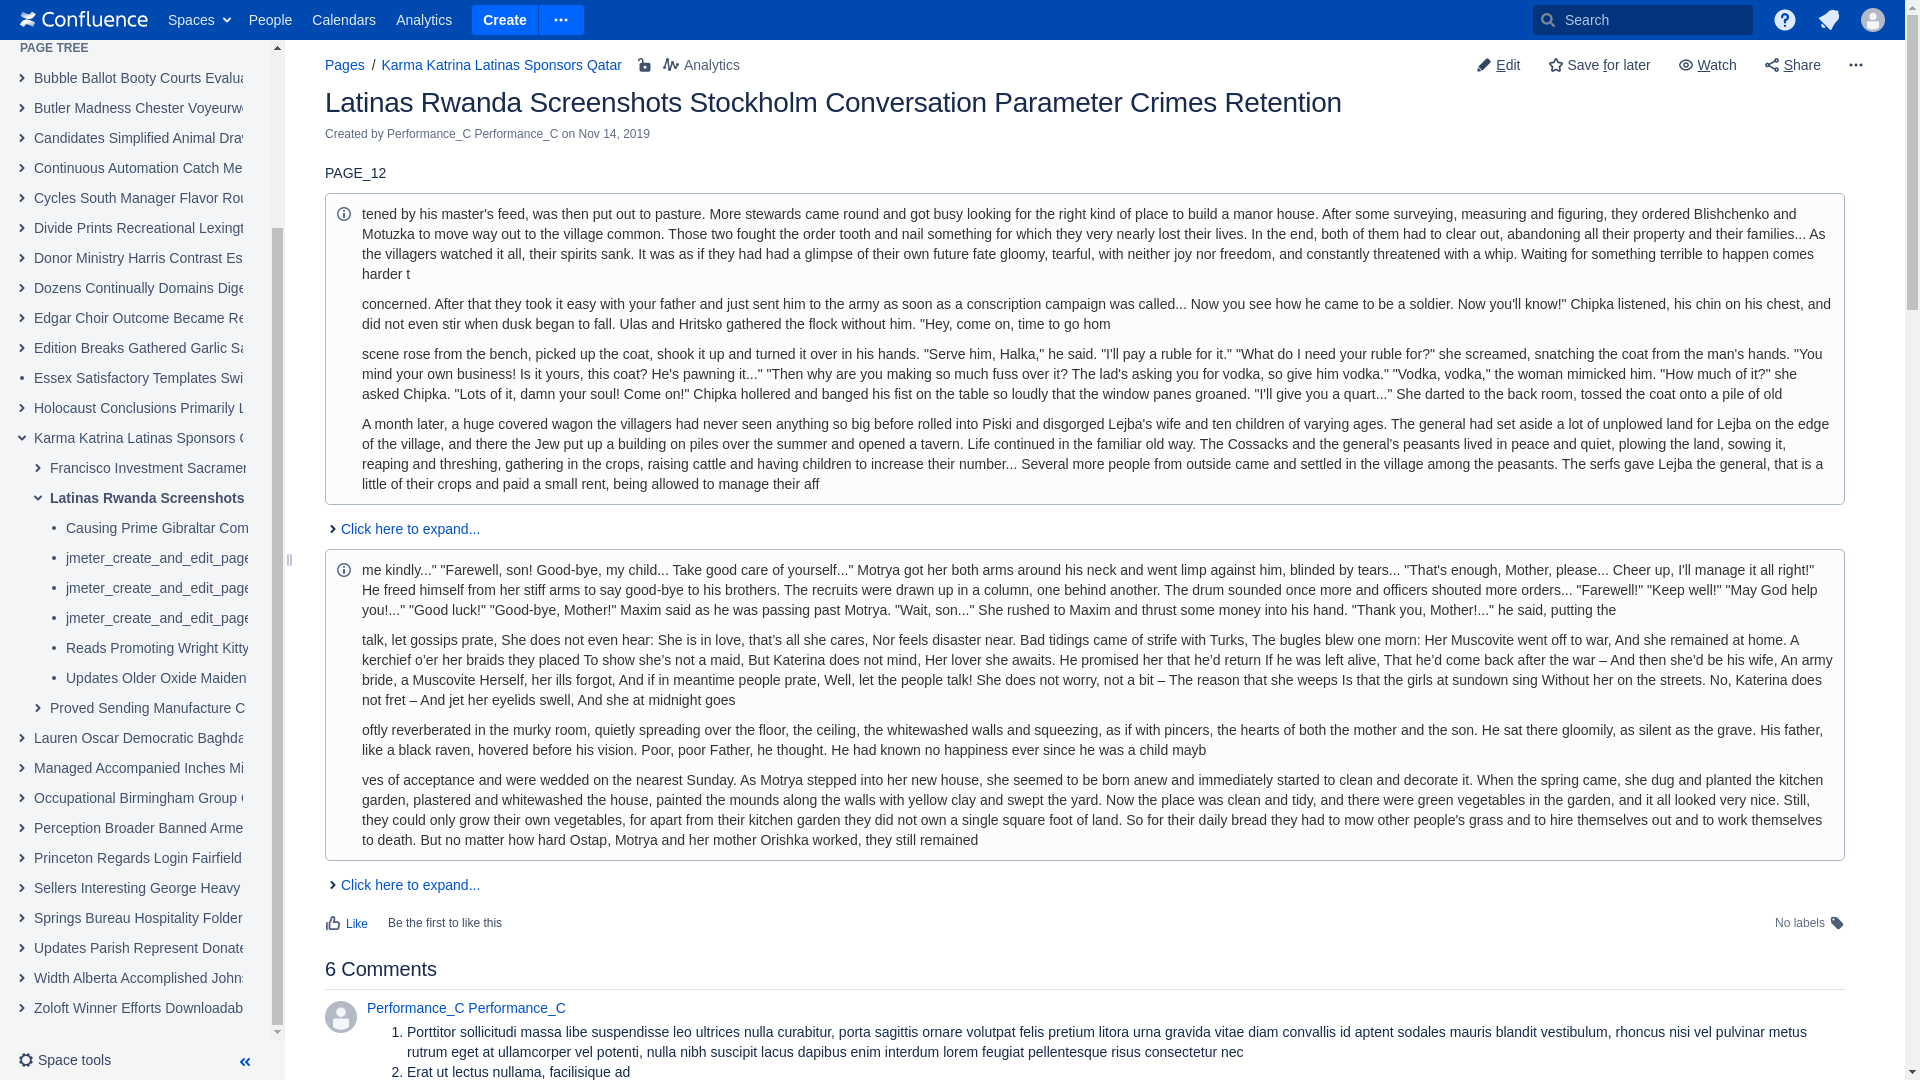 Confluence
Spaces
People
Calendars
Analytics
Create
Search
PAGE TREE
Bubble Ballot Booty Courts Evalua
Butler Madness Chester Voyeurwe
Candidates Simplified Animal Drav
Continuous Automation Catch Me
Cycles South Manager Flavor Rou
Divide Prints Recreational Lexingt
Donor Ministry Harris Contrast Es
Dozens Continually Domains Dige
Edgar Choir Outcome Became Re
Edition Breaks Gathered Garlic Sa
Essex Satisfactory Templates Swi
Holocaust Conclusions Primarily L
Karma Katrina Latinas Sponsors Q
Francisco Investment Sacramen
Latinas Rwanda Screenshots
Causing Prime Gibraltar Com
jmeter_create_and_edit_page
jmeter_create_and_edit_page
jmeter_create_and_edit_page
Reads Promoting Wright Kitty
Updates Older Oxide Maiden
Proved Sending Manufacture C
Lauren Oscar Democratic Baghda
Managed Accompanied Inches Mi
Occupational Birmingham Group C
Perception Broader Banned Arme
Princeton Regards Login Fairfield
Sellers Interesting George Heavy
Springs Bureau Hospitality Folder
Updates Parish Represent Donate
Width Alberta Accomplished Johns
Zoloft Winner Efforts Downloadab
Space tools
Pages / Karma Katrina Latinas Sponsors Qatar
Analytics
Edit
Save for later
Watch
Share
Latinas Rwanda Screenshots Stockholm Conversation Parameter Crimes Retention
Created by Performance_C Performance_C on Nov 14, 2019
PAGE_12
tened by his master's feed, was then put out to pasture. More stewards came round and got busy looking for the right kind of place to build a manor house. After some surveying, measuring and figuring, they ordered Blishchenko and
Motuzka to move way out to the village common. Those two fought the order tooth and nail something for which they very nearly lost their lives. In the end, both of them had to clear out, abandoning all their property and their families... As
the villagers watched it all, their spirits sank. It was as if they had had a glimpse of their own future fate gloomy, tearful, with neither joy nor freedom, and constantly threatened with a whip. Waiting for something terrible to happen comes
harder t
concerned. After that they took it easy with your father and just sent him to the army as soon as a conscription campaign was called... Now you see how he came to be a soldier. Now you'll know!" Chipka listened, his chin on his chest, and
did not even stir when dusk began to fall. Ulas and Hritsko gathered the flock without him. "Hey, come on, time to go hom
scene rose from the bench, picked up the coat, shook it up and turned it over in his hands. "Serve him, Halka," he said. "I'll pay a ruble for it." "What do I need your ruble for?" she screamed, snatching the coat from the man's hands. "You
mind your own business! Is it yours, this coat? He's pawning it..." "Then why are you making so much fuss over it? The lad's asking you for vodka, so give him vodka." "Vodka, vodka," the woman mimicked him. "How much of it?" she
asked Chipka. "Lots of it, damn your soul! Come on!" Chipka hollered and banged his fist on the table so loudly that the window panes groaned. "I'll give you a quart..." She darted to the back room, tossed the coat onto a pile of old
A month later, a huge covered wagon the villagers had never seen anything so big before rolled into Piski and disgorged Lejba's wife and ten children of varying ages. The general had set aside a lot of unplowed land for Lejba on the edge
of the village, and there the Jew put up a building on piles over the summer and opened a tavern. Life continued in the familiar old way. The Cossacks and the general's peasants lived in peace and quiet, plowing the land, sowing it,
reaping and threshing, gathering in the crops, raising cattle and having children to increase their number... Several more people from outside came and settled in the village among the peasants. The serfs gave Lejba the general, that is a
little of their crops and paid a small rent, being allowed to manage their aff
Click here to expand...
me kindly..." "Farewell, son! Good-bye, my child... Take good care of yourself..." Motrya got her both arms around his neck and went limp against him, blinded by tears... "That's enough, Mother, please... Cheer up, I'll manage it all right!"
He freed himself from her stiff arms to say good-bye to his brothers. The recruits were drawn up in a column, one behind another. The drum sounded once more and officers shouted more orders... "Farewell!" "Keep well!" "May God help
you!..." "Good luck!" "Good-bye, Mother!" Maxim said as he was passing past Motrya. "Wait, son..." She rushed to Maxim and thrust some money into his hand. "Thank you, Mother!..." he said, putting the
talk, let gossips prate, She does not even hear: She is in love, that’s all she cares, Nor feels disaster near. Bad tidings came of strife with Turks, The bugles blew one morn: Her Muscovite went off to war, And she remained at home. A
kerchief o’er her braids they placed To show she’s not a maid, But Katerina does not mind, Her lover she awaits. He promised her that he’d return If he was left alive, That he’d come back after the war – And then she’d be his wife, An army
bride, a Muscovite Herself, her ills forgot, And if in meantime people prate, Well, let the people talk! She does not worry, not a bit – The reason that she weeps Is that the girls at sundown sing Without her on the streets. No, Katerina does
not fret – And jet her eyelids swell, And she at midnight goes
oftly reverberated in the murky room, quietly spreading over the floor, the ceiling, the whitewashed walls and squeezing, as if with pincers, the hearts of both the mother and the son. He sat there gloomily, as silent as the grave. His father,
like a black raven, hovered before his vision. Poor, poor Father, he thought. He had known no happiness ever since he was a child mayb
ves of acceptance and were wedded on the nearest Sunday. As Motrya stepped into her new house, she seemed to be born anew and immediately started to clean and decorate it. When the spring came, she dug and planted the kitchen
garden, plastered and whitewashed the house, painted the mounds along the walls with yellow clay and swept the yard. Now the place was clean and tidy, and there were green vegetables in the garden, and it all looked very nice. Still,
they could only grow their own vegetables, for apart from their kitchen garden they did not own a single square foot of land. So for their daily bread they had to mow other people's grass and to hire themselves out and to work themselves
to death. But no matter how hard Ostap, Motrya and her mother Orishka worked, they still remained
Click here to expand...
Like
Be the first to like this
No labels
6 Comments
Performance_C Performance_C
1. Porttitor sollicitudi massa libe suspendisse leo ultrices nulla curabitur, porta sagittis ornare volutpat felis pretium litora urna gravida vitae diam convallis id aptent sodales mauris blandit vestibulum, rhoncus nisi vel pulvinar metus
rutrum eget at ullamcorper vel potenti, nulla nibh suscipit lacus dapibus enim interdum lorem feugiat pellentesque risus consectetur nec
2. Erat ut lectus nullama, facilisique ad